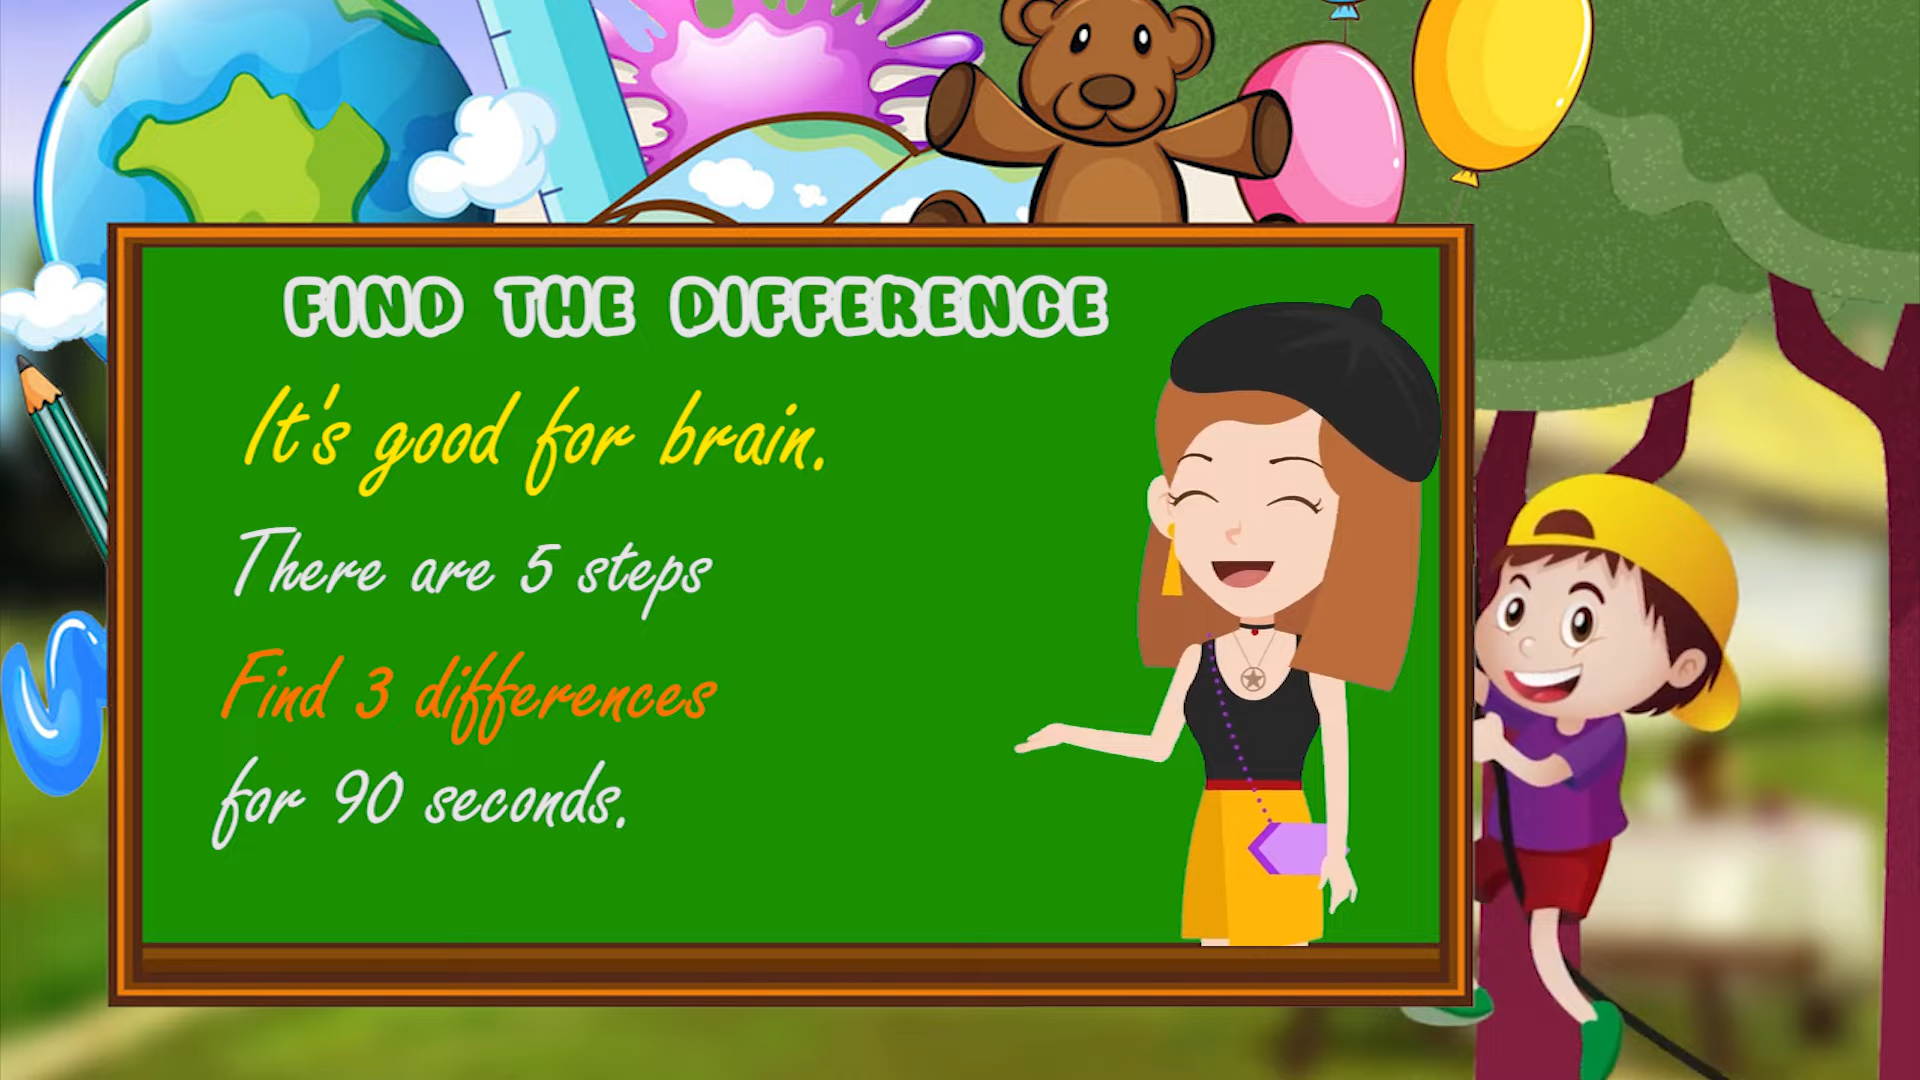 FIND THE DIFFERENCE
It's good for brain.
There are 5 steps
Find 3 differences
for 90 seconds.